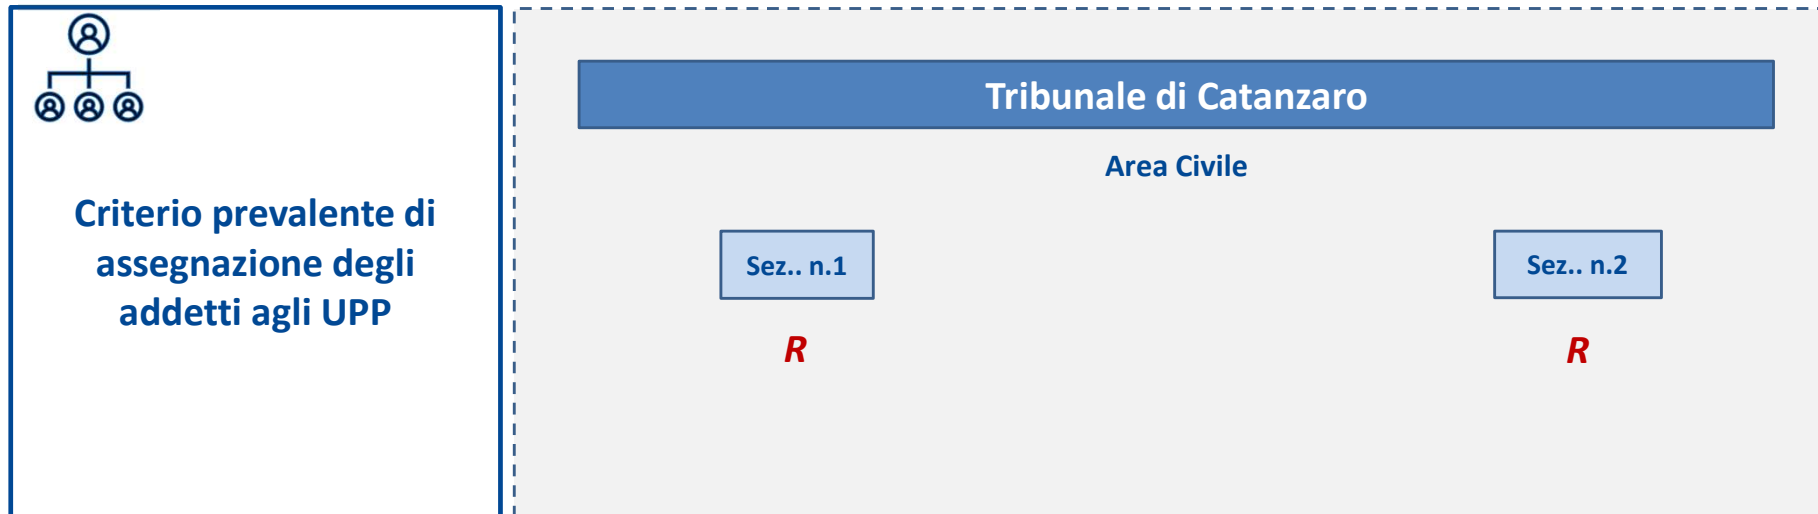 Criterio prevalente di
assegnazione degli
addetti agli UPP
Tribunale di Catanzaro
Area Civile
Sez.. n.1
Sez.. n.2
R
R